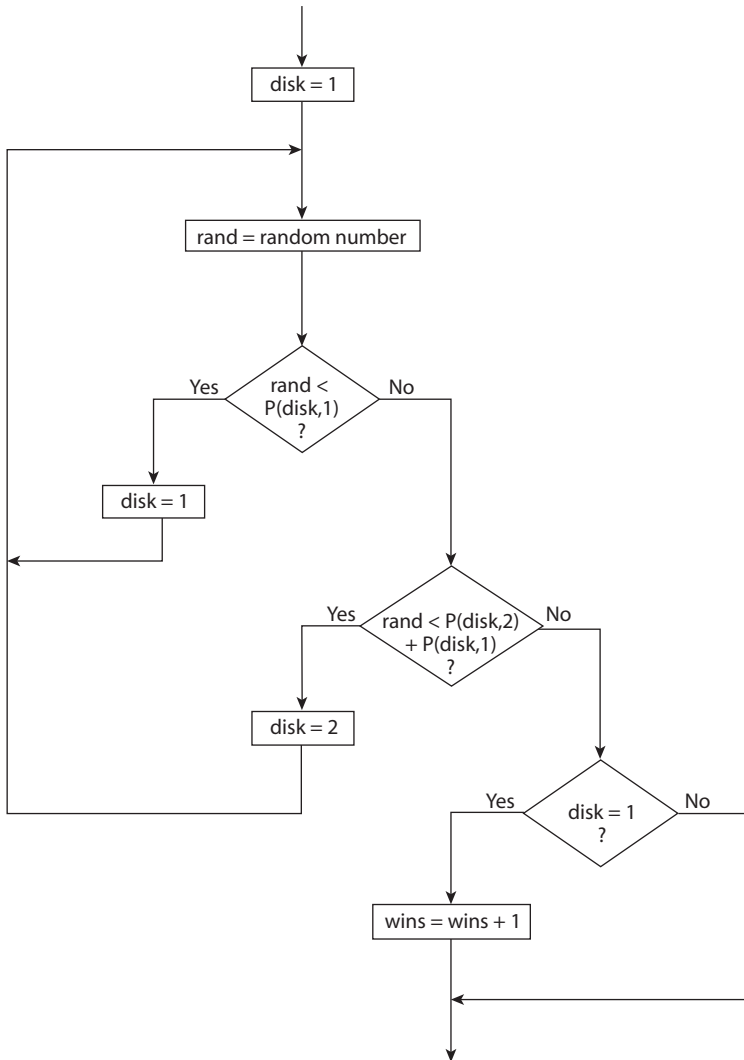 disk = 1
rand = random number
Yes
rand <
P(disk,1)
?
No
disk = 1
Yes
rand < P(disk,2)
+ P(disk,1)
?
No
disk = 2
Yes
disk = 1
?
No
wins = wins + 1